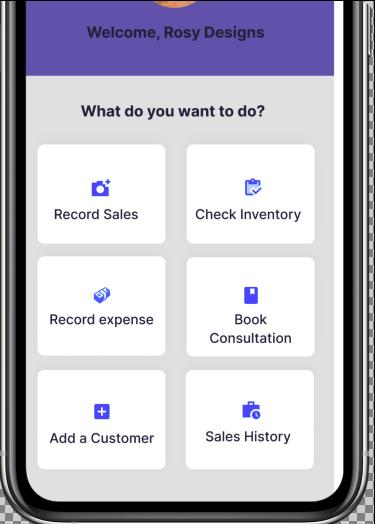 Welcome, Rosy Designs
What do you want to do?
Record Sales
Check Inventory
Record expense
Book
Consultation
Add a Customer
Sales History